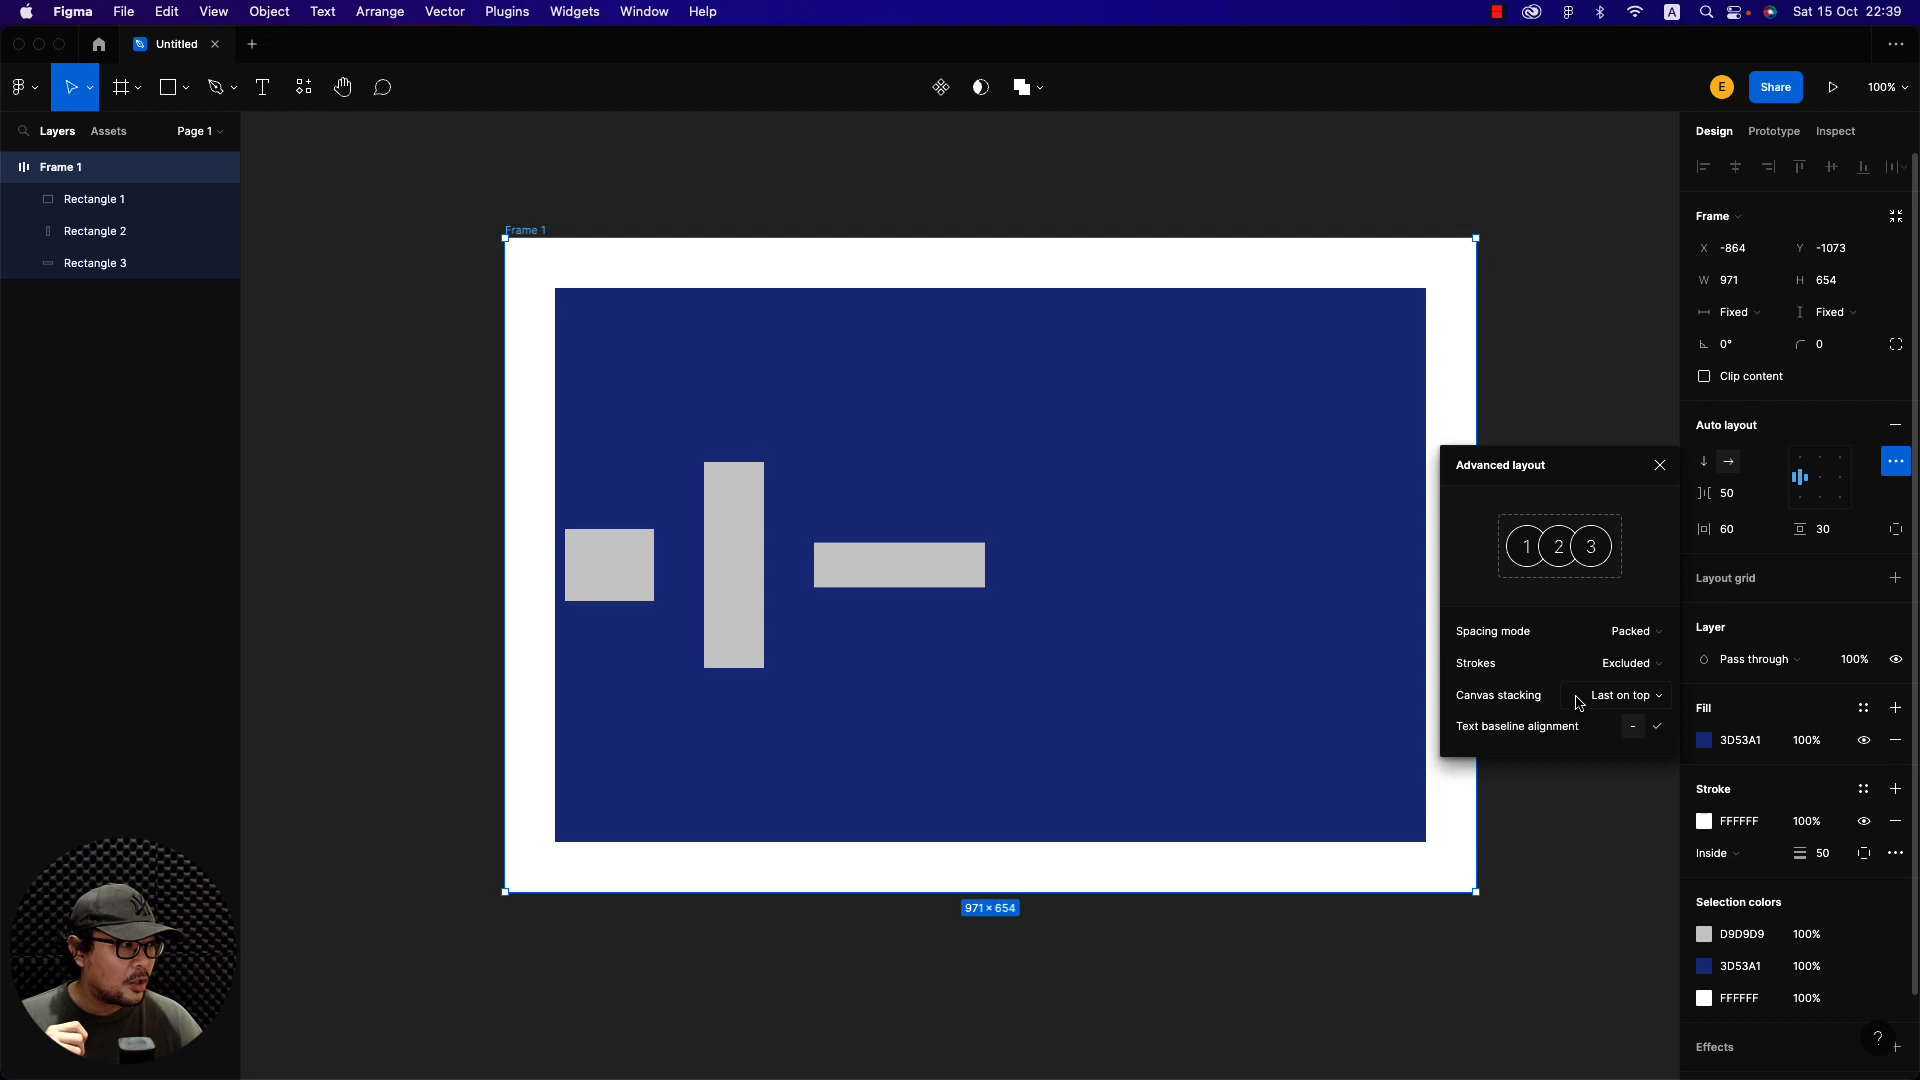 Figma File Edit View Object Text Arrange Vector Plugins Widgets Window Help A Sat 15 Oct 22:39
Untitled
E Share 100%
Layers Assets Page 1
Frame 1
Rectangle 1
Rectangle 2
Rectangle 3
Frame 1
971 × 654
Advanced layout
1 2 3
Spacing mode Packed
Strokes Excluded
Canvas stacking Last on top
Text baseline alignment -
Design Prototype Inspect
Frame
X -864 Y -1073
W 971 H 654
Fixed Fixed
0° 0
Clip content
Auto layout
50
60 30
Layout grid
Layer
Pass through 100%
Fill
3D53A1 100%
Stroke
FFFFFF 100%
Inside 50
Selection colors
D9D9D9 100%
3D53A1 100%
FFFFFF 100%
Effects
?